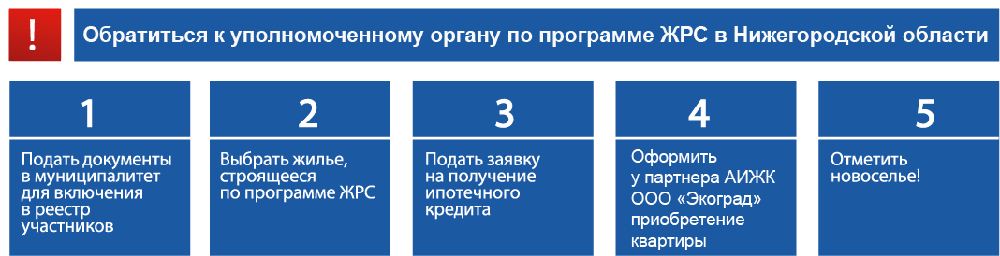 !
Обратиться к уполномоченному органу по программе ЖРС в Нижегородской области
1
Подать документы
в муниципалитет
для включения
в реестр
участников
2
Выбрать жилье,
строящееся
по программе ЖРС
3
Подать заявку
на получение
ипотечного
кредита
4
Оформить
у партнера АИЖК
ООО «Экоград»
приобретение
квартиры
5
Отметить
новоселье!